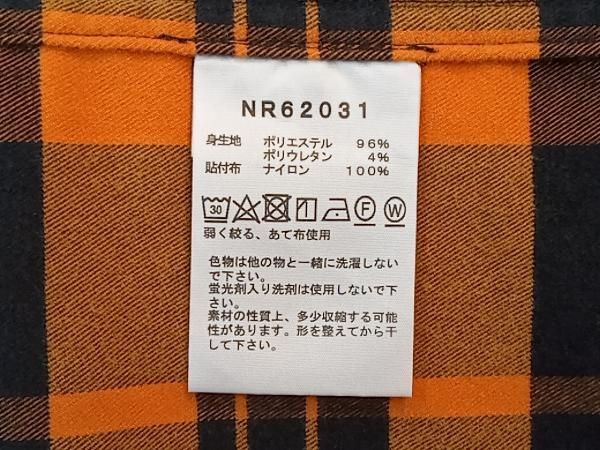 NR62031
身生地 ポリエステル 96%
ポリウレタン 4%
貼付布 ナイロン 100%
30 F W
弱く絞る、あて布使用
色物は他の物と一緒に洗濯しない
で下さい。
蛍光剤入り洗剤は使用しないで下
さい。
素材の性質上、多少収縮する可能
性があります。形を整えてから干
して下さい。